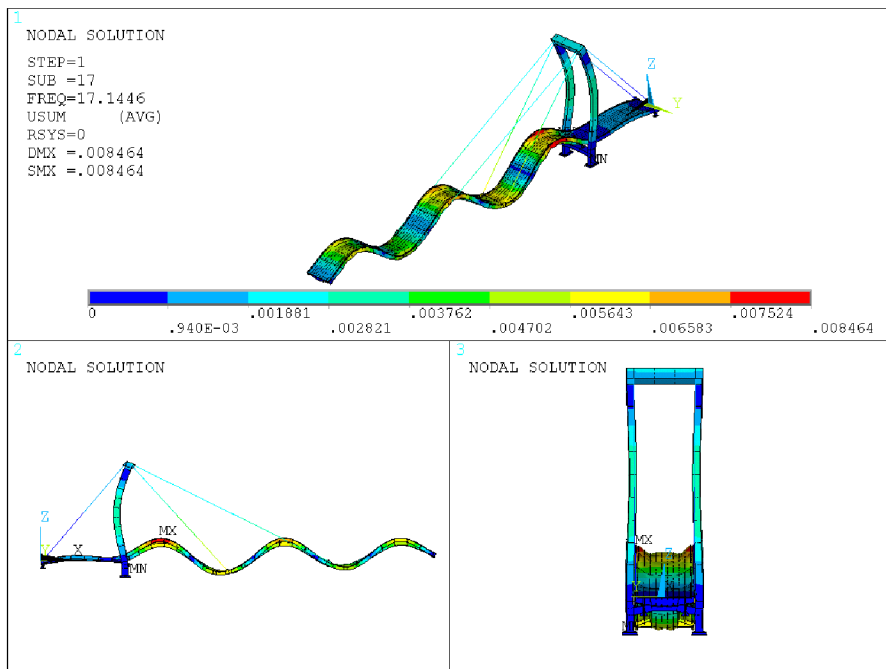 1
NODAL SOLUTION
STEP=1
SUB =17
FREQ=17.1446
USUM (AVG)
RSYS=0
DMX =.008464
SMX =.008464
Z
Y
MN
0
.940E-03
.001881
.002821
.003762
.004702
.005643
.006583
.007524
.008464
2
NODAL SOLUTION
Z
Y
X
MX
MN
3
NODAL SOLUTION
MX
Z
Y
X